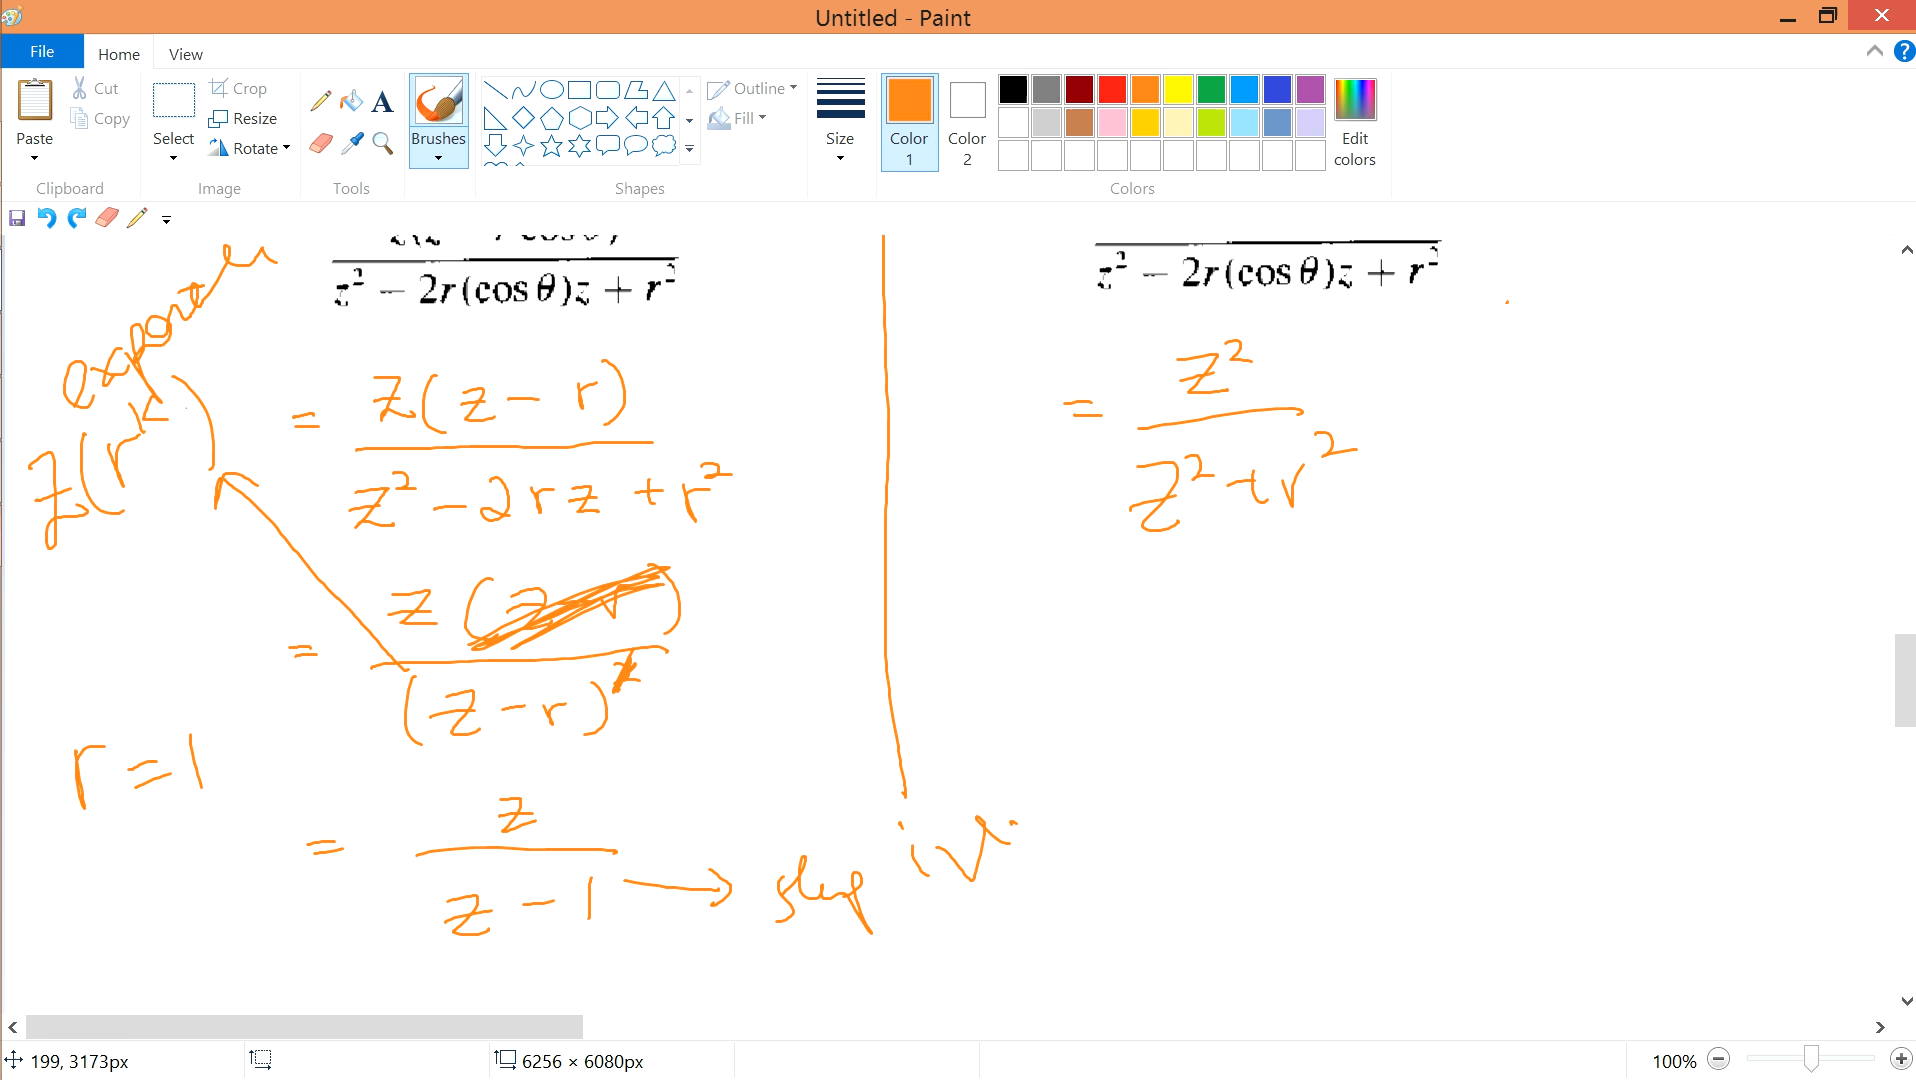 Untitled - Paint
File Home View
Paste Cut Copy Select Crop Resize Rotate Brushes Outline Fill Size Color 1 Color 2 Edit colors
Clipboard Image Tools Shapes Colors
z² − 2r(cos θ)z + r²
z² − 2r(cos θ)z + r²
= z(z − r)
z² − 2rz + r²
= z²
z² + r²
= z (z − r)
(z − r)²
r = 1
= z
z − 1 →
199, 3173px 6256 × 6080px 100%